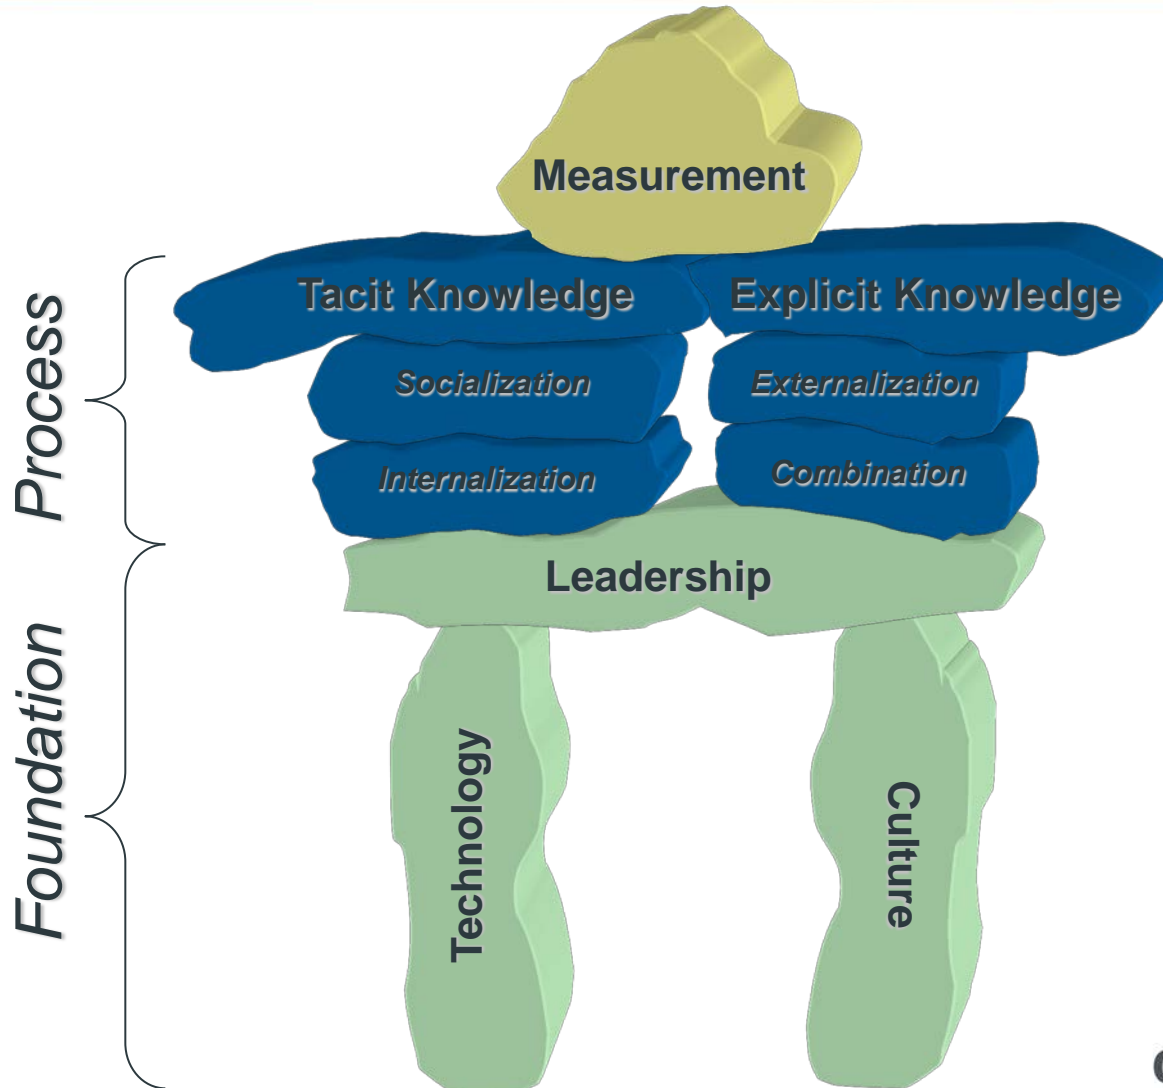 Measurement
Process
Tacit Knowledge
Explicit Knowledge
Socialization
Externalization
Internalization
Combination
Foundation
Leadership
Technology
Culture